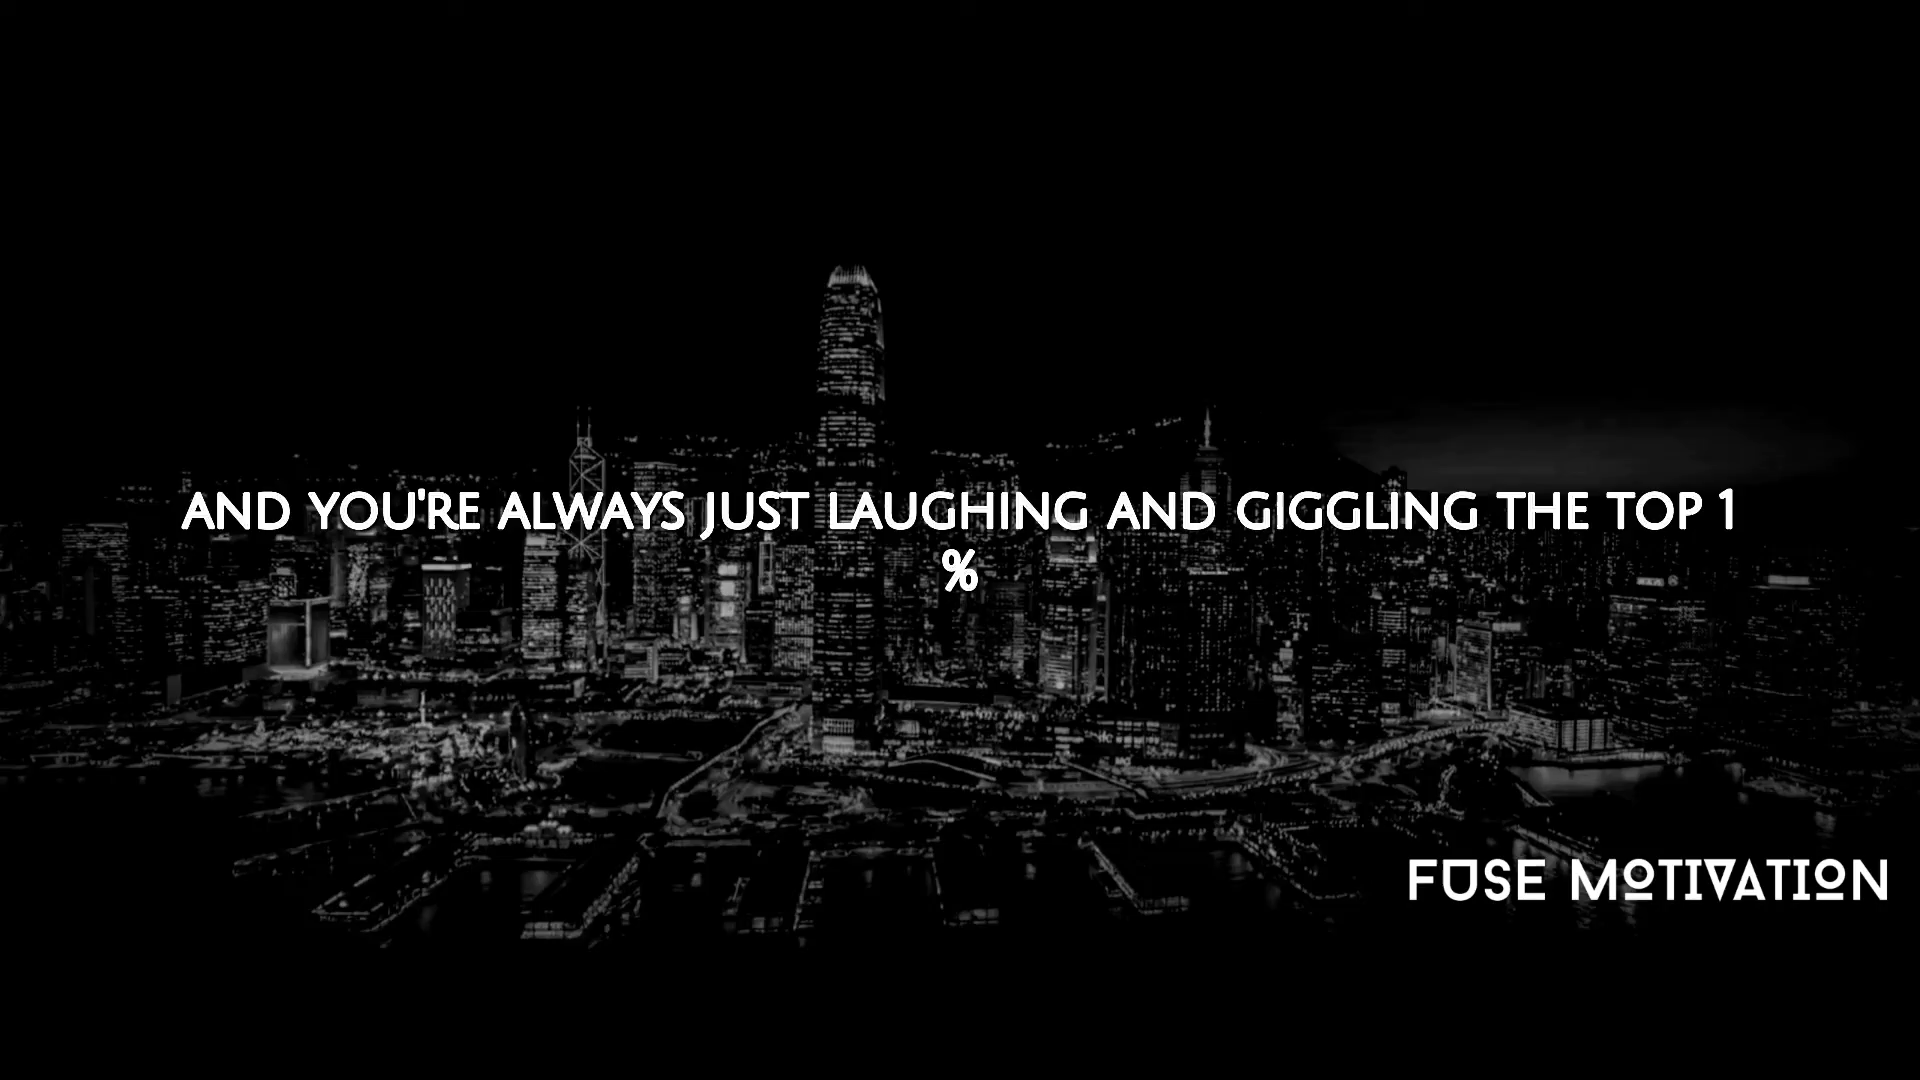 AND YOU'RE ALWAYS JUST LAUGHING AND GIGGLING THE TOP 1
%
FUSE MOTIVATION